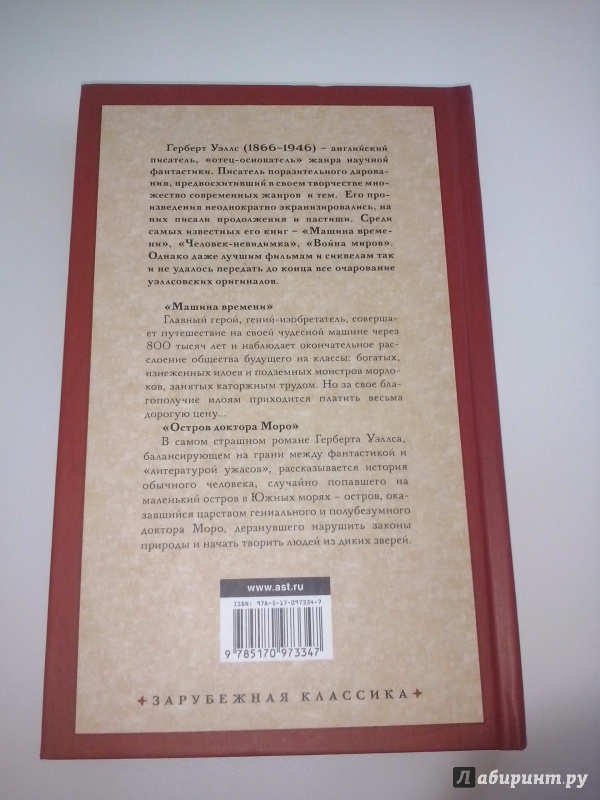 Герберт Уэллс (1866–1946) – английский
писатель, «отец-основатель» жанра научной
фантастики. Писатель поразительного дарова-
ния, предвосхитивший в своем творчестве мно-
жество современных жанров и тем. Его про-
изведения неоднократно экранизировались, на
них писали продолжения и пастиши. Среди
самых известных его книг – «Машина време-
ни», «Человек-невидимка», «Война миров».
Однако даже лучшим фильмам и сиквелам так
и не удалось передать до конца все очарование
уэллсовских оригиналов.
«Машина времени»
Главный герой, гений-изобретатель, соверша-
ет путешествие на своей чудесной машине через
800 тысяч лет и наблюдает окончательное рас-
слоение общества будущего на классы: богатых,
изнеженных илоев и подземных монстров морло-
ков, занятых каторжным трудом. Но за свое бла-
гополучие илоям приходится платить весьма
дорогую цену...
«Остров доктора Моро»
В самом страшном романе Герберта Уэллса,
балансирующем на грани между фантастикой и
«литературой ужасов», рассказывается история
обычного человека, случайно попавшего на
маленький остров в Южных морях – остров, ока-
завшийся царством гениального и полубезумного
доктора Моро, дерзнувшего нарушить законы
природы и начать творить людей из диких зверей.
www.ast.ru
ISBN: 978-5-17-097334-7
9 785170 973347
ЗАРУБЕЖНАЯ КЛАССИКА
Лабиринт.ру